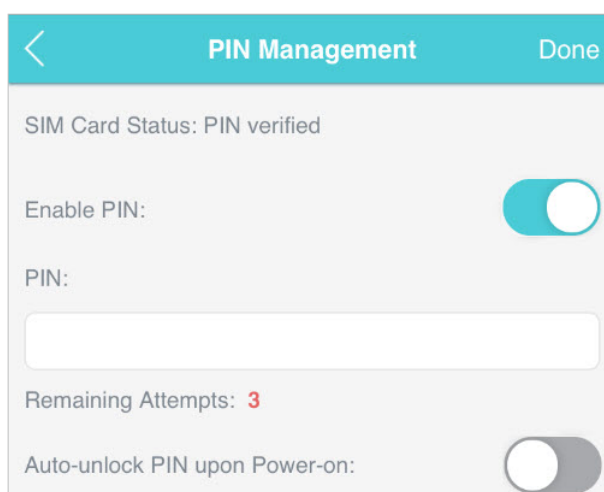 PIN Management Done
SIM Card Status: PIN verified
Enable PIN:
PIN:
Remaining Attempts: 3
Auto-unlock PIN upon Power-on: